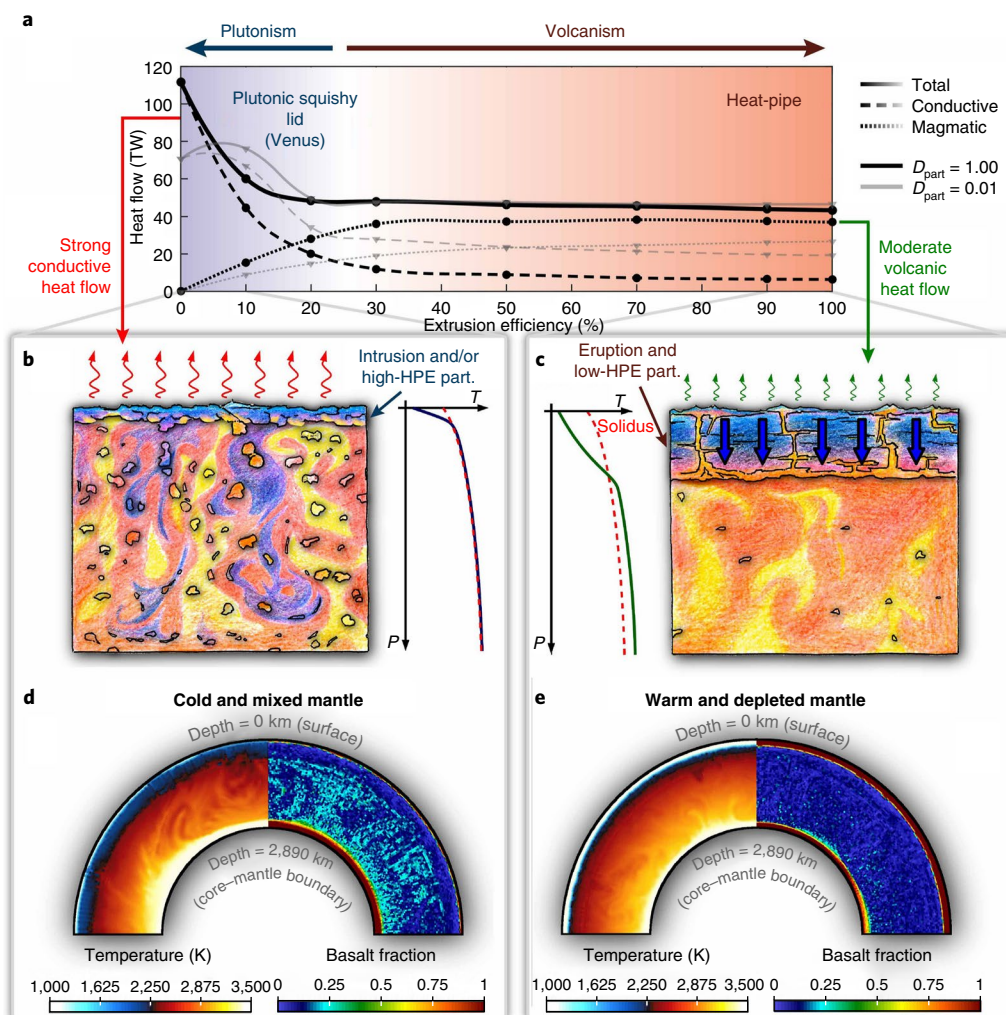 a
Plutonism
Volcanism
120
100
80
60
40
20
0
Heat flow (TW)
Plutonic squishy
lid
(Venus)
Heat-pipe
Total
Conductive
Magmatic
Dpart = 1.00
Dpart = 0.01
0 10 20 30 40 50 60 70 80 90 100
Extrusion efficiency (%)
Strong
conductive
heat flow
Moderate
volcanic
heat flow
b
Intrusion and/or
high-HPE part.
T
P
c
Eruption and
low-HPE part.
T
Solidus
P
d
Cold and mixed mantle
Depth = 0 km (surface)
Depth = 2,890 km
(core–mantle boundary)
Temperature (K)
1,000 1,625 2,250 2,875 3,500
Basalt fraction
0 0.25 0.5 0.75 1
e
Warm and depleted mantle
Depth = 0 km (surface)
Depth = 2,890 km
(core–mantle boundary)
Temperature (K)
1,000 1,625 2,250 2,875 3,500
Basalt fraction
0 0.25 0.5 0.75 1